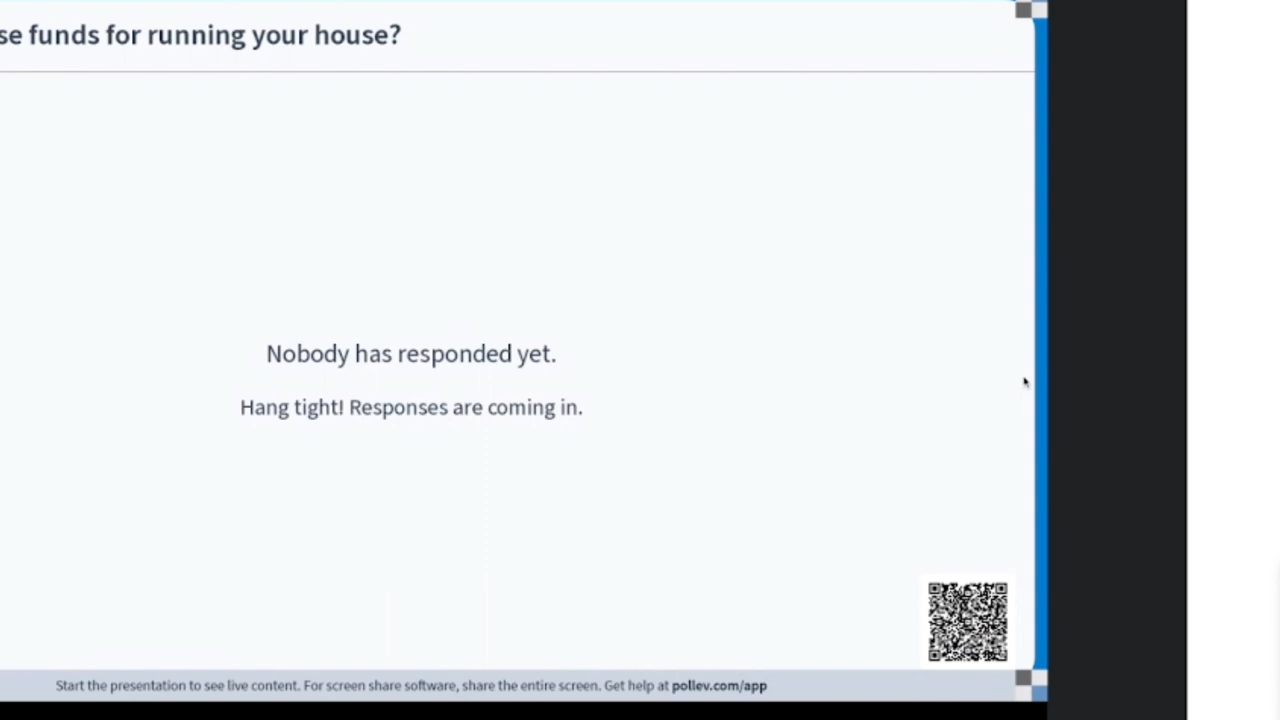 se funds for running your house?
Nobody has responded yet.
Hang tight! Responses are coming in.
Start the presentation to see live content. For screen share software, share the entire screen. Get help at pollev.com/app